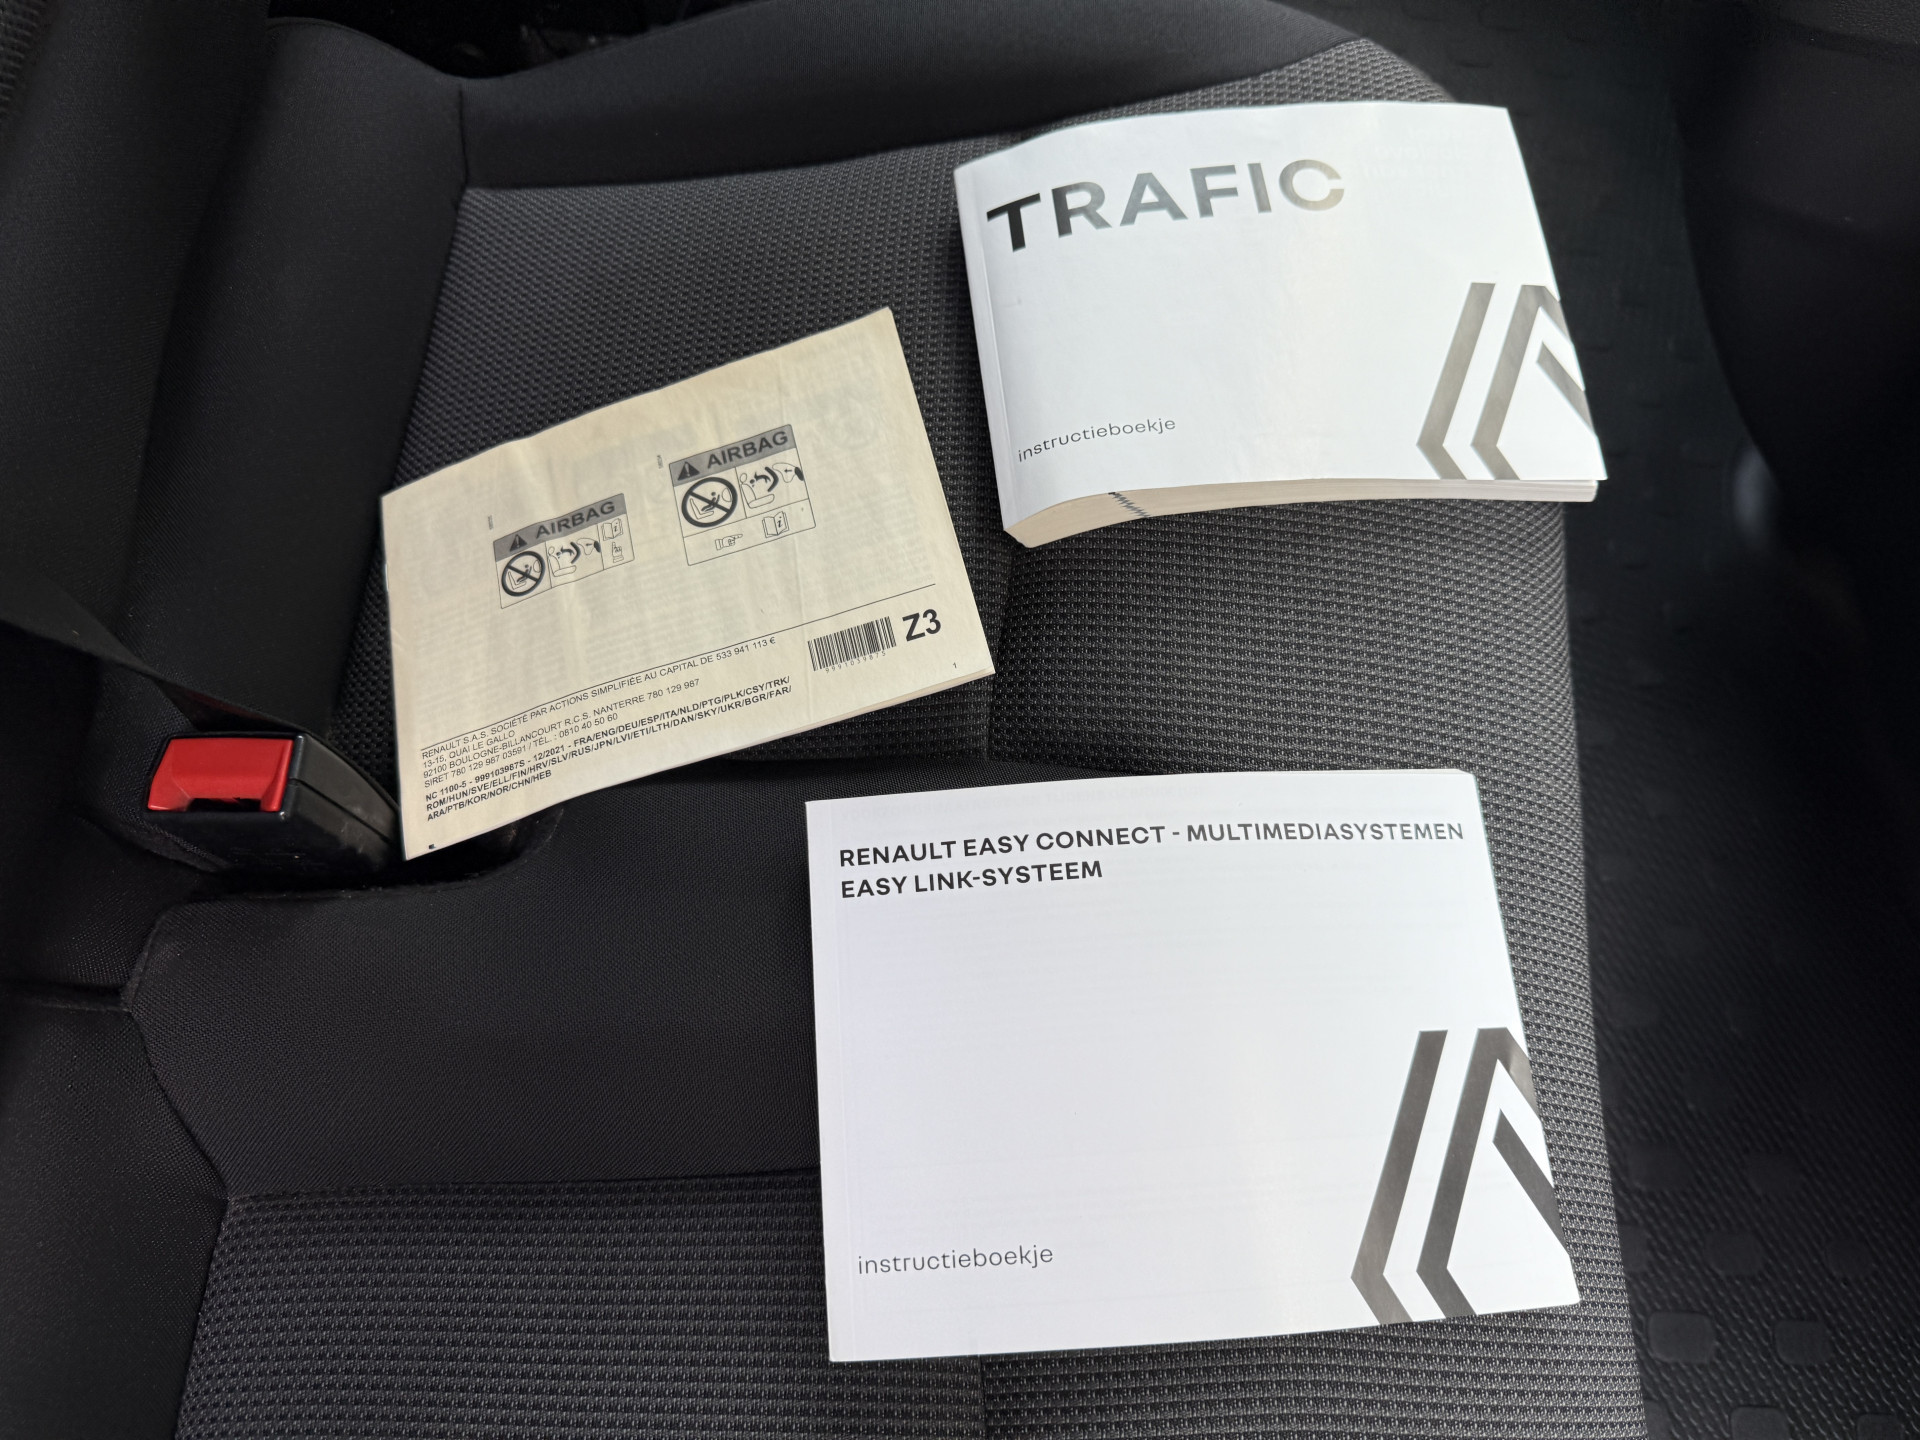 TRAFIC
instructieboekje
AIRBAG
AIRBAG
Z3
RENAULT S.A.S. SOCIÉTÉ PAR ACTIONS SIMPLIFIÉE AU CAPITAL DE 533 941 113 €
13-15, QUAI LE GALLO
92100 BOULOGNE-BILLANCOURT R.C.S. NANTERRE 780 129 987
SIRET 780 129 987 03591 / TÉL. : 0810 40 50 60
NC 1100-5 - 999103987S - 12/2021 - FRA/ENG/DEU/ESP/ITA/NLD/PTG/PLK/CSY/TRK/
ROM/HUN/SVE/ELL/FIN/HRV/SLV/RUS/JPN/LVI/ETI/LTH/DAN/SKY/UKR/BGR/FAR/
ARA/PTB/KOR/NOR/CHN/HEB
1
RENAULT EASY CONNECT - MULTIMEDIASYSTEMEN
EASY LINK-SYSTEEM
instructieboekje